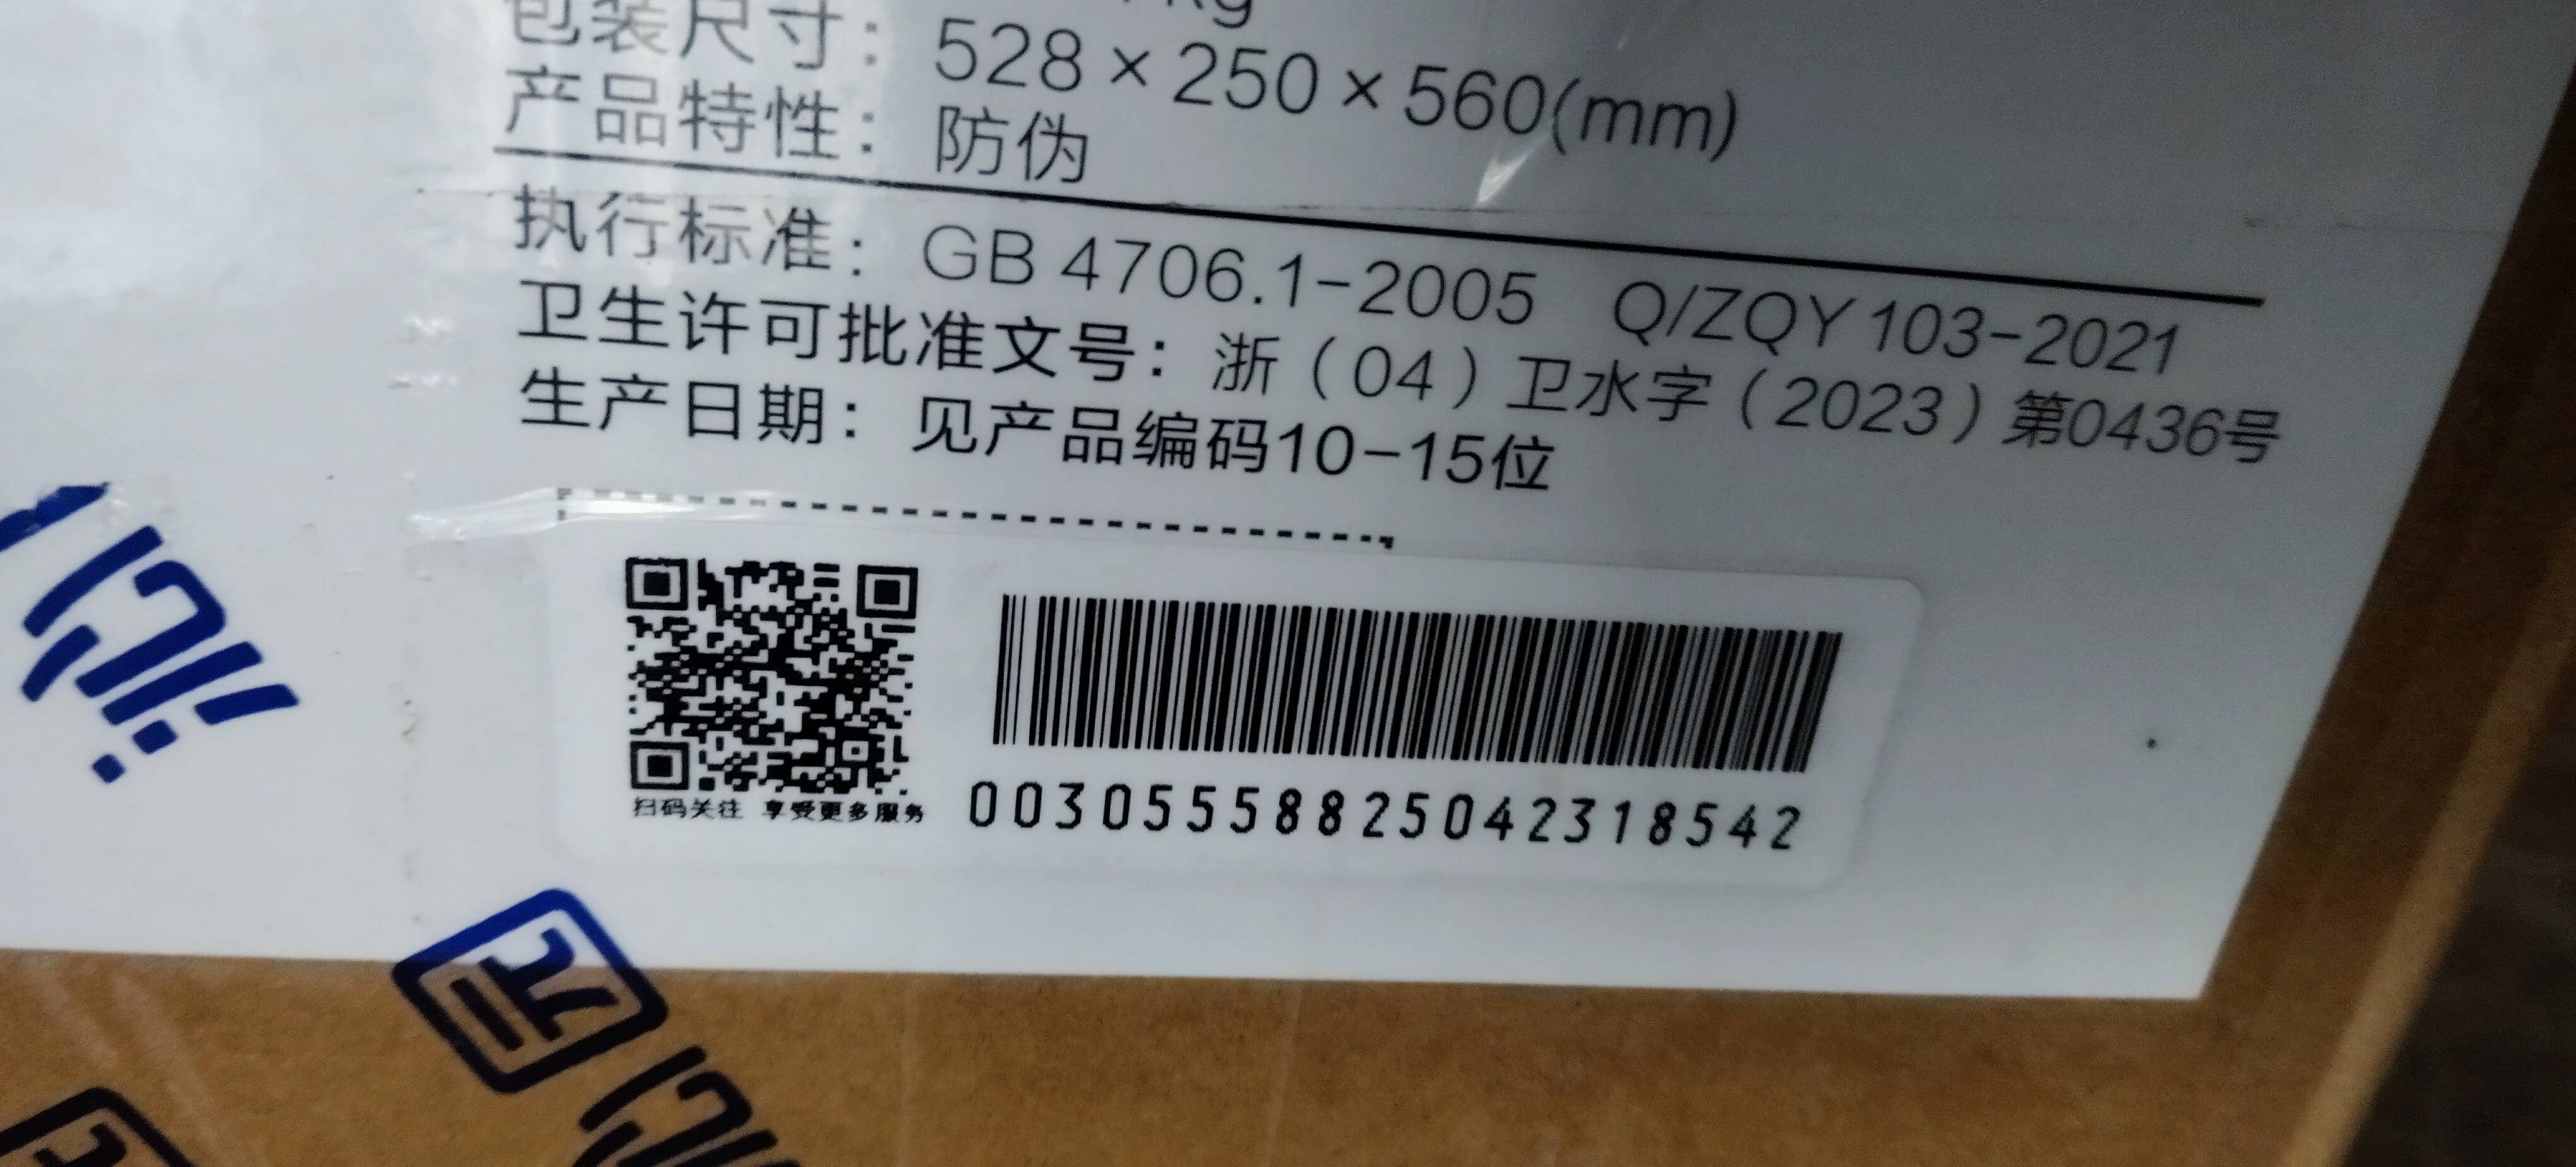 kg
包装尺寸： 528×250×560(mm)
产品特性： 防伪
执行标准： GB 4706.1-2005 Q/ZQY 103-2021
卫生许可批准文号：浙（04）卫水字（2023）第0436号
生产日期： 见产品编码10-15位
扫码关注 享受更多服务
00305558825042318542